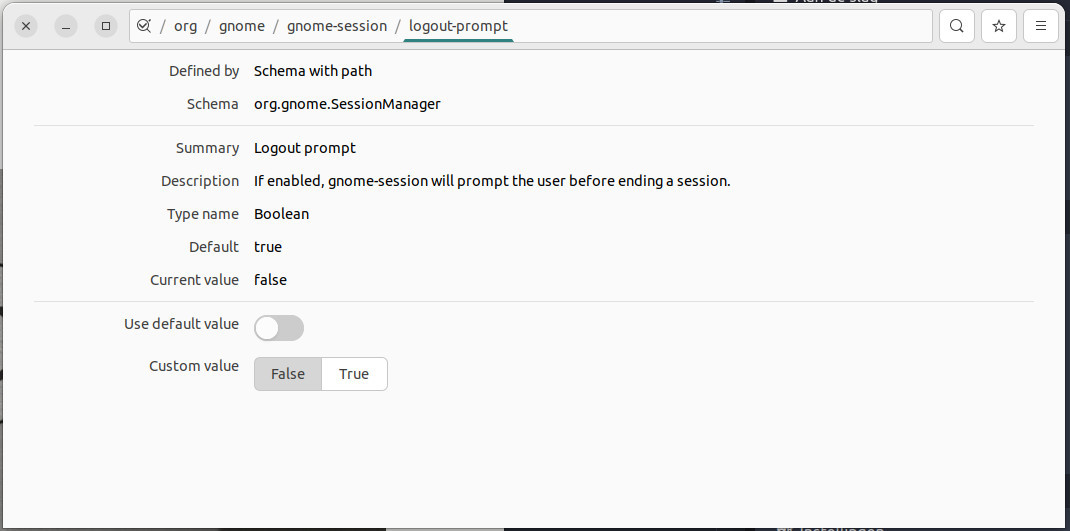 / org / gnome / gnome-session / logout-prompt
Defined by Schema with path
Schema org.gnome.SessionManager
Summary Logout prompt
Description If enabled, gnome-session will prompt the user before ending a session.
Type name Boolean
Default true
Current value false
Use default value
Custom value False True